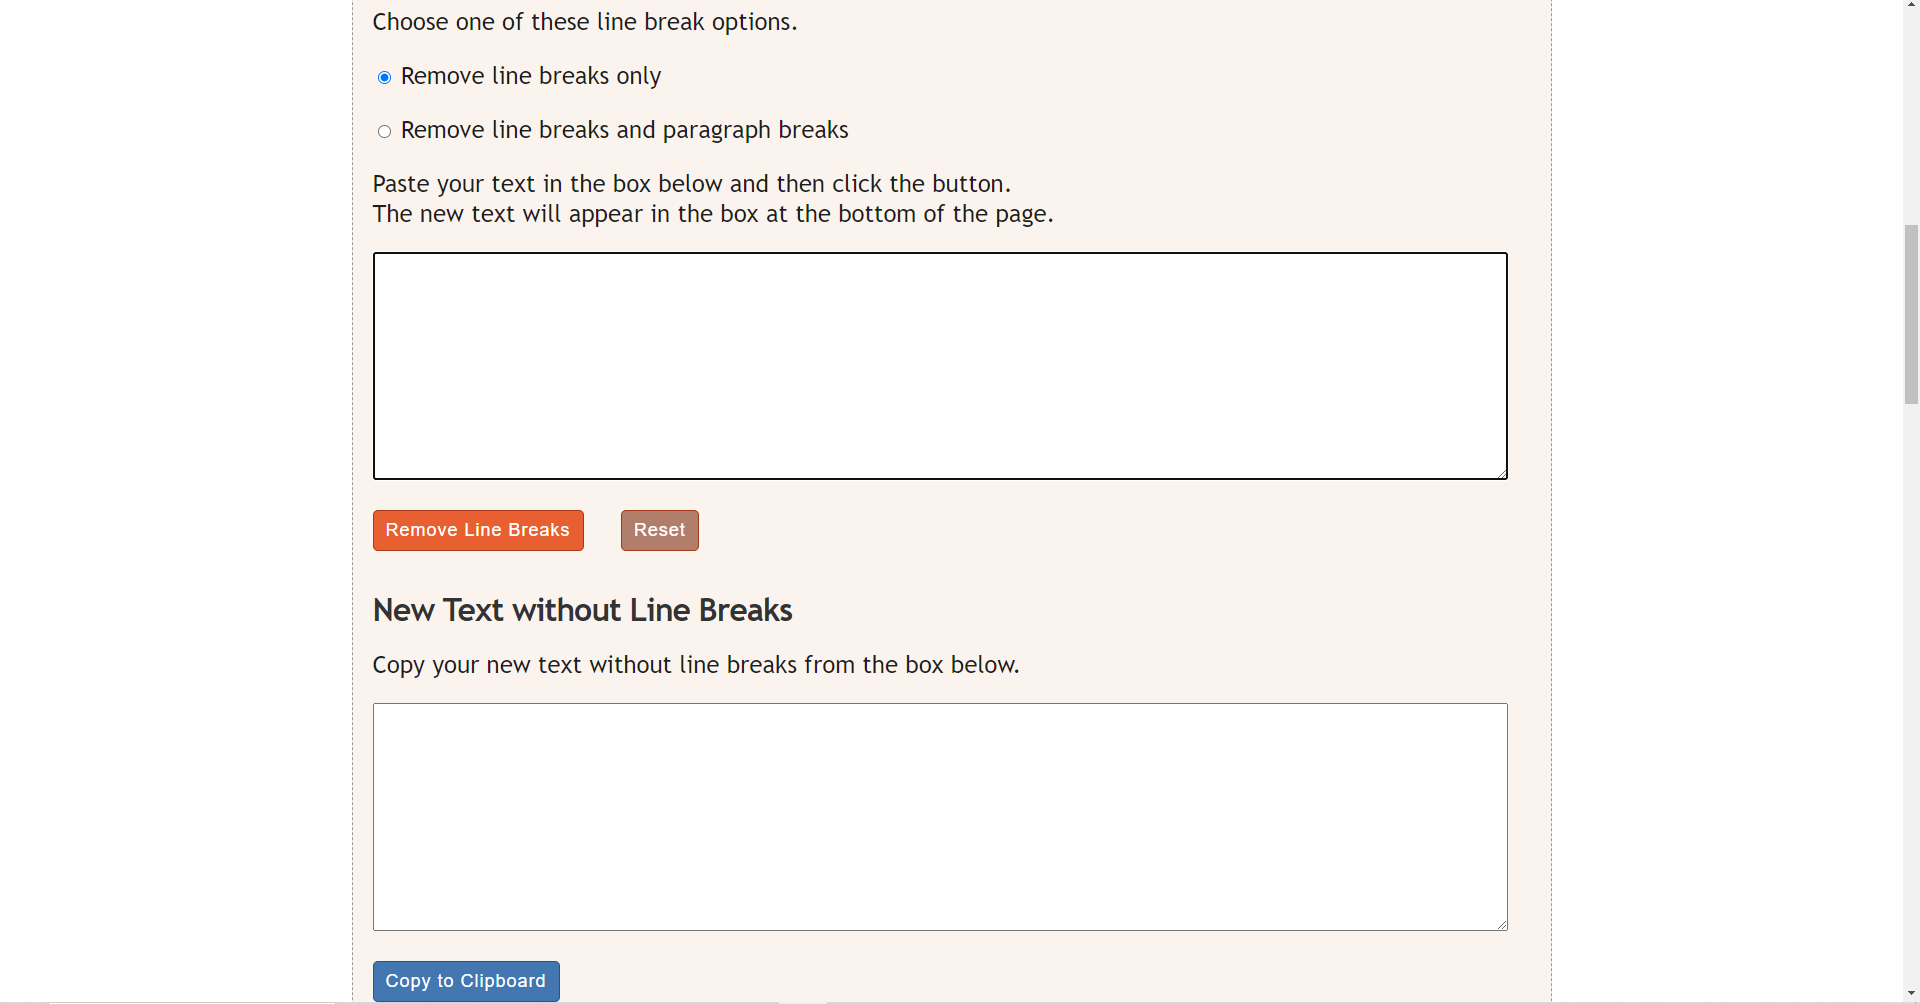 Choose one of these line break options.
Remove line breaks only
Remove line breaks and paragraph breaks
Paste your text in the box below and then click the button.
The new text will appear in the box at the bottom of the page.
Remove Line Breaks
Reset
New Text without Line Breaks
Copy your new text without line breaks from the box below.
Copy to Clipboard